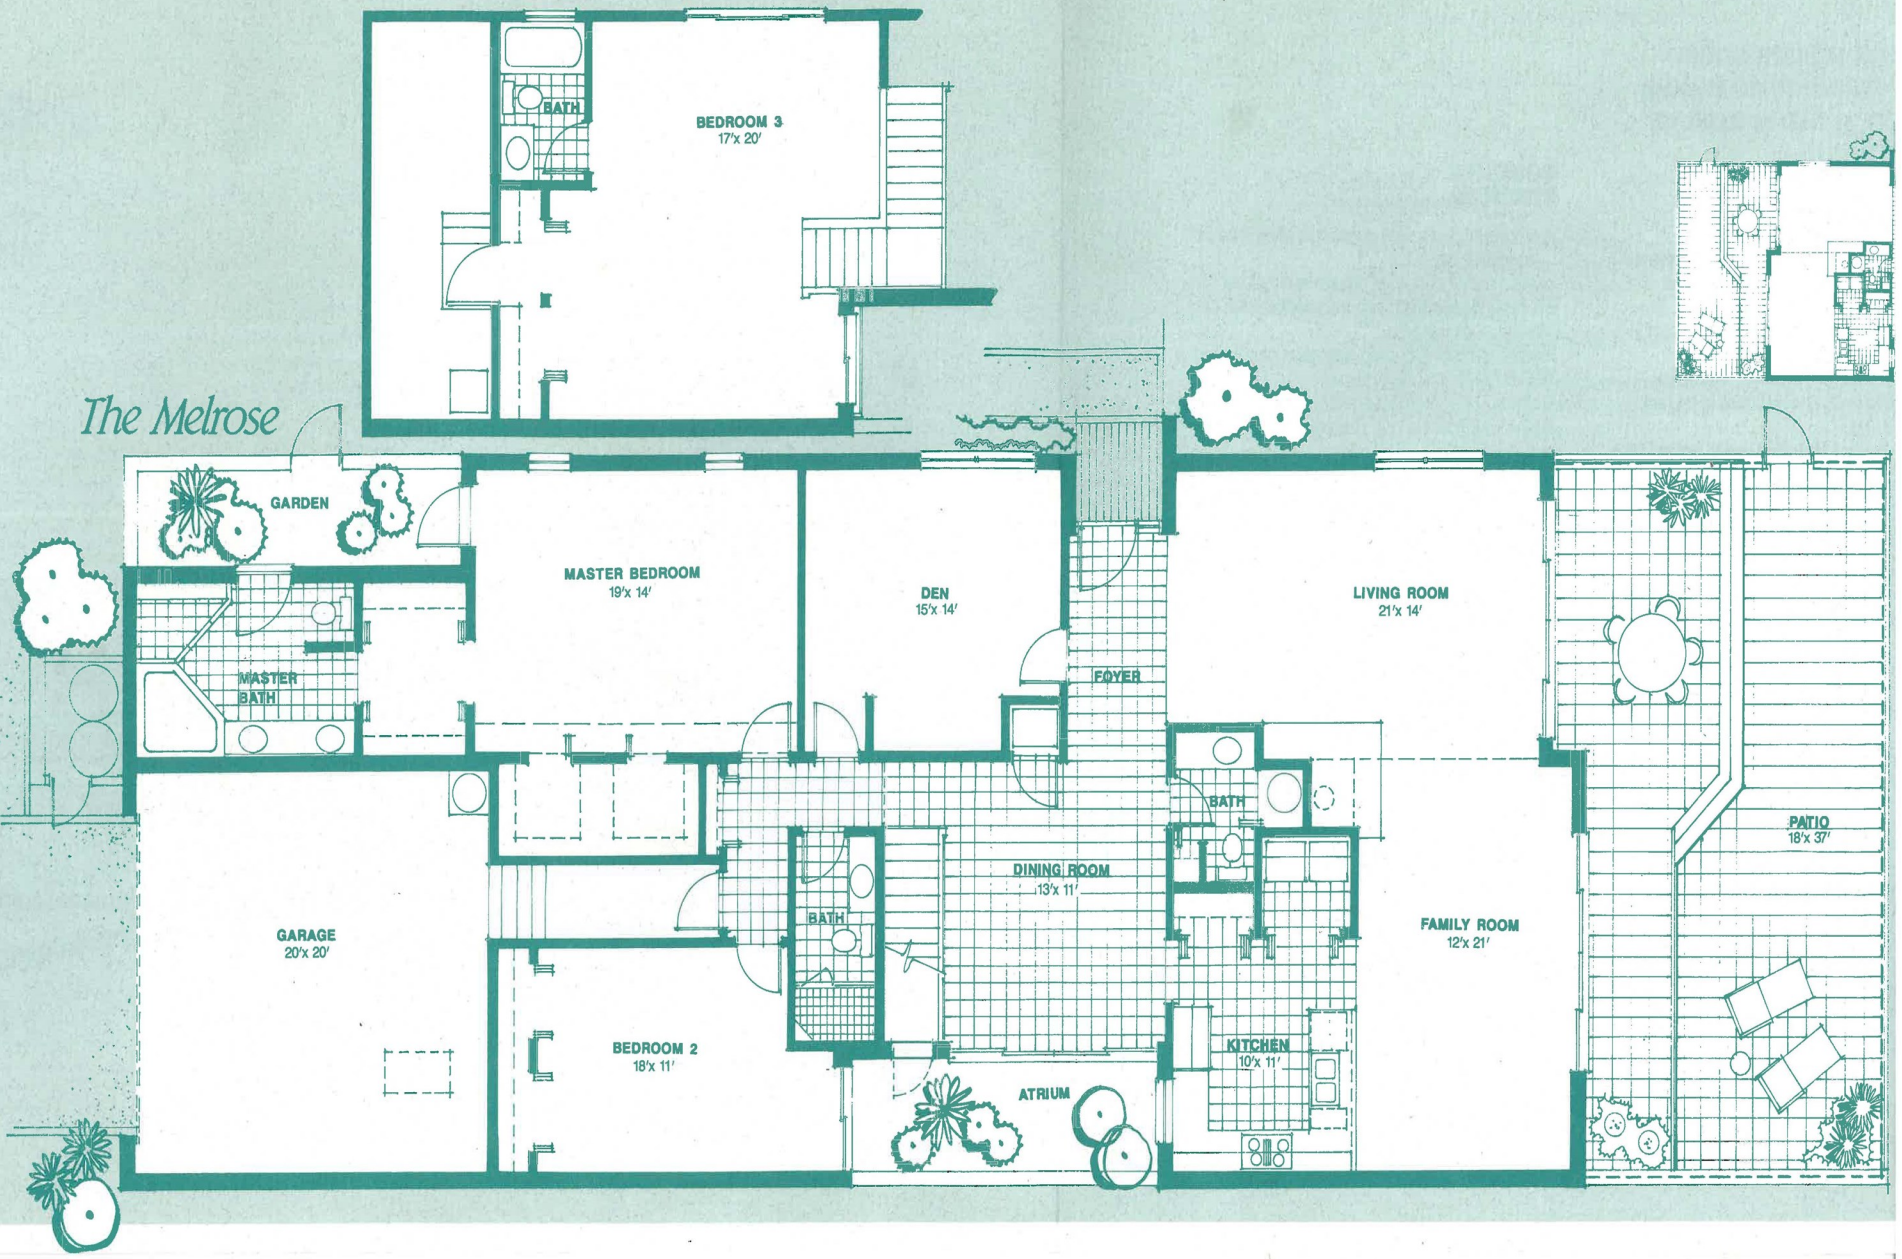 BATH
BEDROOM 3
17'x 20'
The Melrose
GARDEN
MASTER BEDROOM
19'x 14'
DEN
15'x 14'
LIVING ROOM
21'x 14'
MASTER
BATH
FOYER
BATH
PATIO
18'x 37'
DINING ROOM
13'x 11'
GARAGE
20'x 20'
BATH
FAMILY ROOM
12'x 21'
BEDROOM 2
18'x 11'
KITCHEN
10'x 11'
ATRIUM